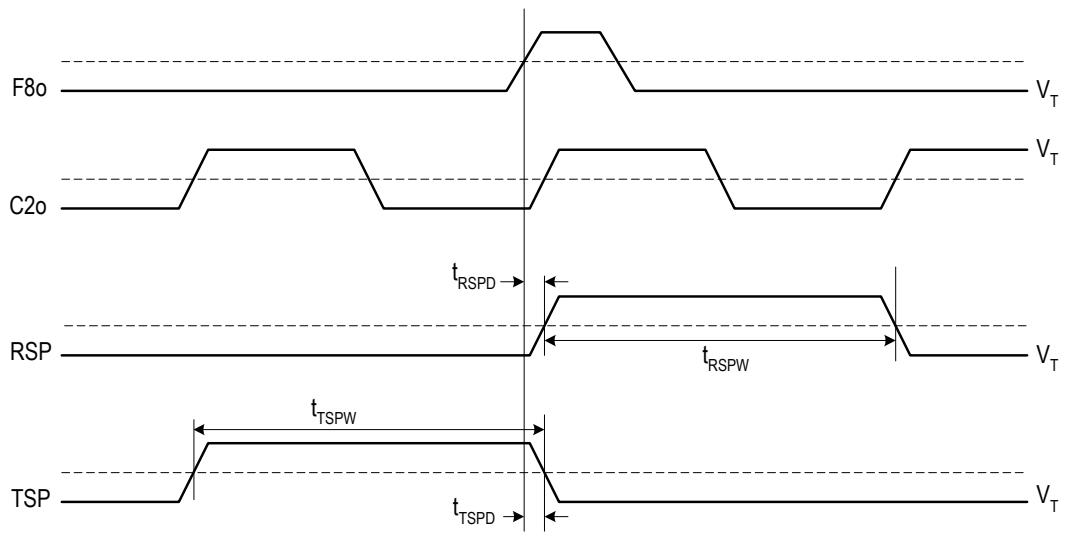 F8o
V_T
C2o
V_T
t_RSPD
RSP
t_RSPW
V_T
t_TSPW
TSP
t_TSPD
V_T